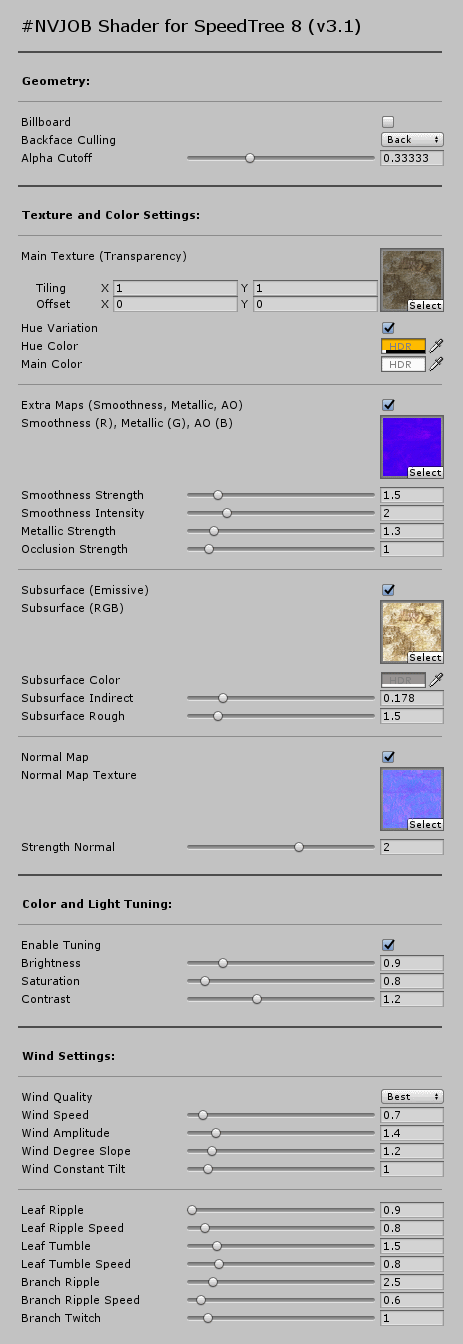 #NVJOB Shader for SpeedTree 8 (v3.1)
Geometry:
Billboard
Backface Culling Back
Alpha Cutoff 0.33333
Texture and Color Settings:
Main Texture (Transparency)
Tiling X 1 Y 1
Offset X 0 Y 0
Select
Hue Variation
Hue Color HDR
Main Color HDR
Extra Maps (Smoothness, Metallic, AO)
Smoothness (R), Metallic (G), AO (B)
Select
Smoothness Strength 1.5
Smoothness Intensity 2
Metallic Strength 1.3
Occlusion Strength 1
Subsurface (Emissive)
Subsurface (RGB)
Select
Subsurface Color HDR
Subsurface Indirect 0.178
Subsurface Rough 1.5
Normal Map
Normal Map Texture
Select
Strength Normal 2
Color and Light Tuning:
Enable Tuning
Brightness 0.9
Saturation 0.8
Contrast 1.2
Wind Settings:
Wind Quality Best
Wind Speed 0.7
Wind Amplitude 1.4
Wind Degree Slope 1.2
Wind Constant Tilt 1
Leaf Ripple 0.9
Leaf Ripple Speed 0.8
Leaf Tumble 1.5
Leaf Tumble Speed 0.8
Branch Ripple 2.5
Branch Ripple Speed 0.6
Branch Twitch 1